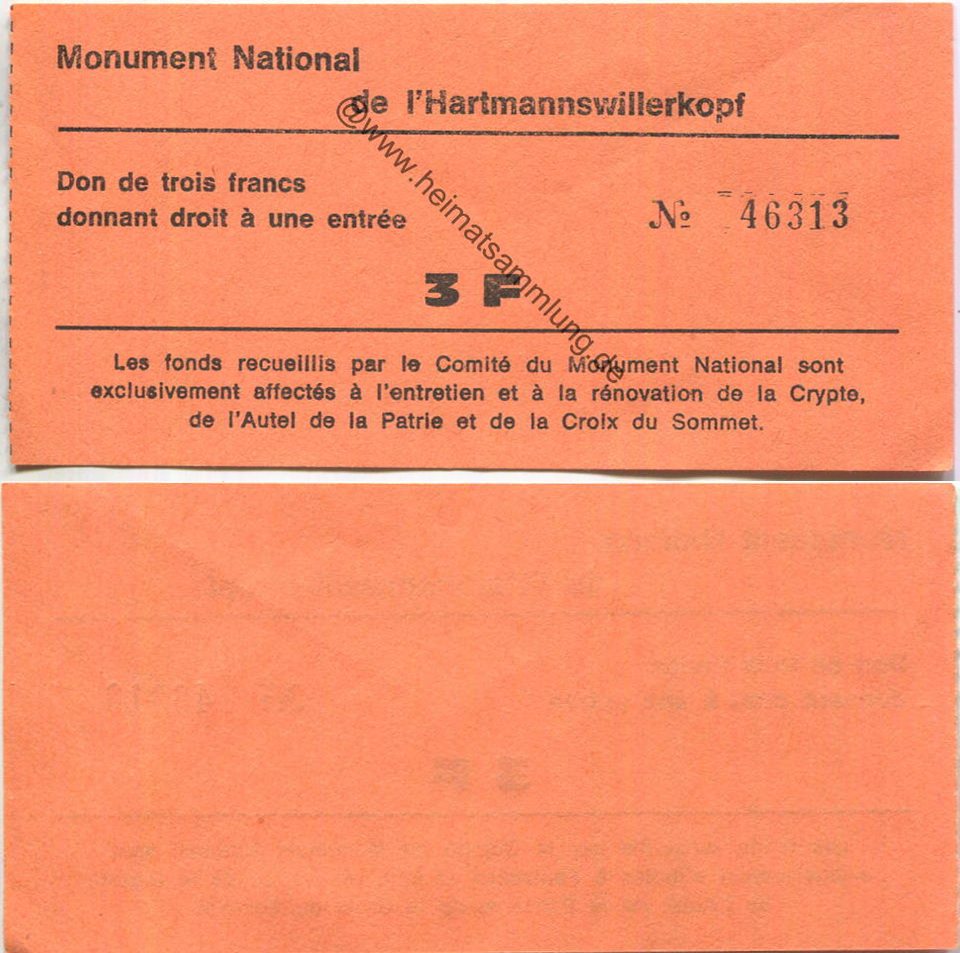 Monument National
de l'Hartmannswillerkopf
Don de trois francs
donnant droit à une entrée
№ 46313
3 F
Les fonds recueillis par le Comité du Monument National sont
exclusivement affectés à l'entretien et à la rénovation de la Crypte,
de l'Autel de la Patrie et de la Croix du Sommet.
@www.heimatsammlung.de